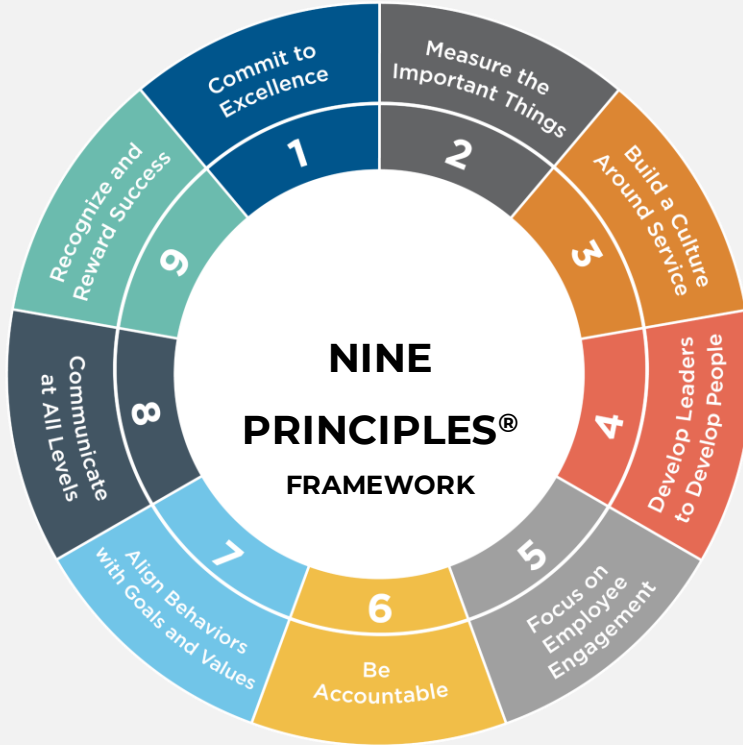 Commit to
Excellence
1
Measure the
Important Things
2
Build a Culture
Around Service
3
Develop Leaders
to Develop People
4
Focus on
Employee
Engagement
5
Be
Accountable
6
Align Behaviors
with Goals and Values
7
Communicate
at All Levels
8
Recognize and
Reward Success
9
NINE
PRINCIPLES®
FRAMEWORK